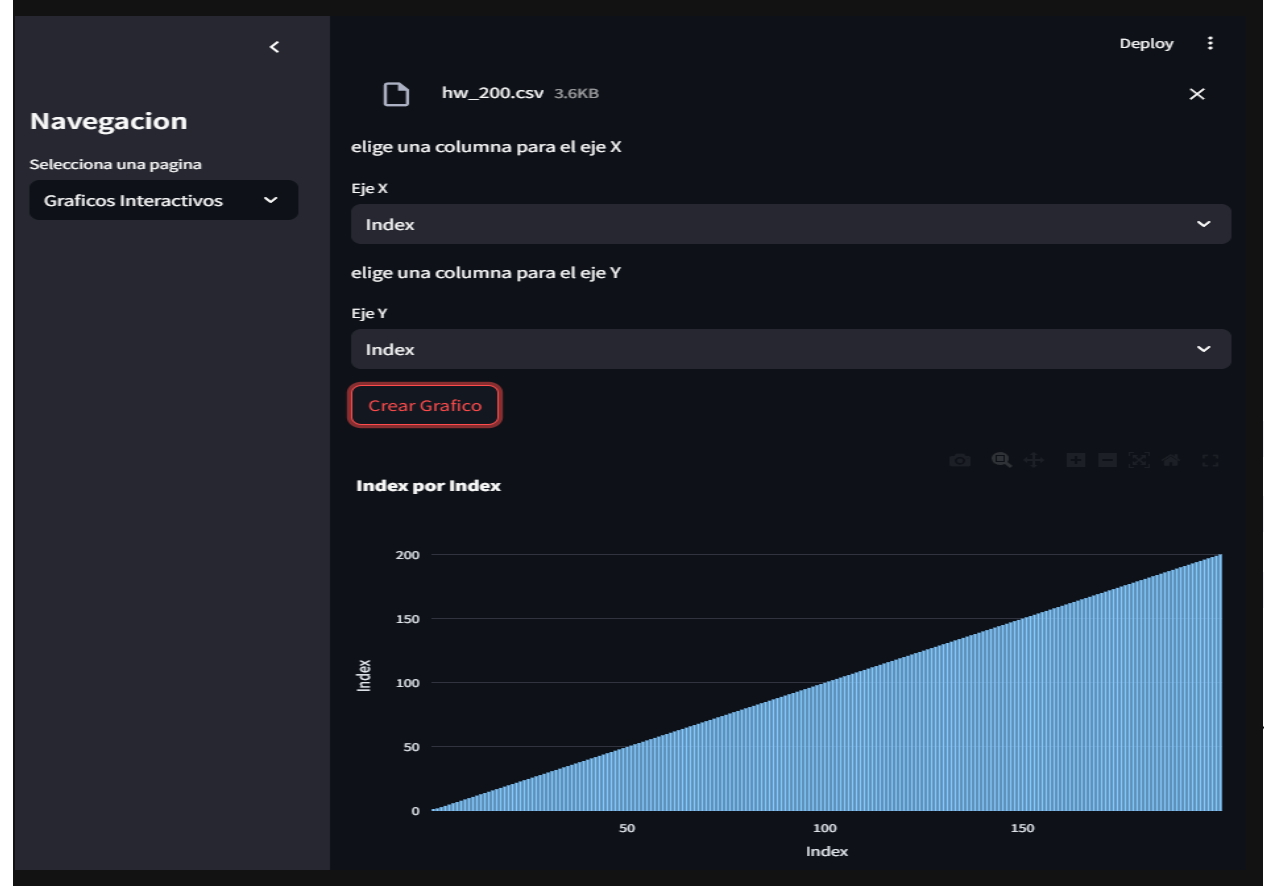 Deploy
hw_200.csv 3.6KB
Navegacion
Selecciona una pagina
Graficos Interactivos
elige una columna para el eje X
Eje X
Index
elige una columna para el eje Y
Eje Y
Index
Crear Grafico
Index por Index
200
150
100
50
0
Index
50 100 150
Index